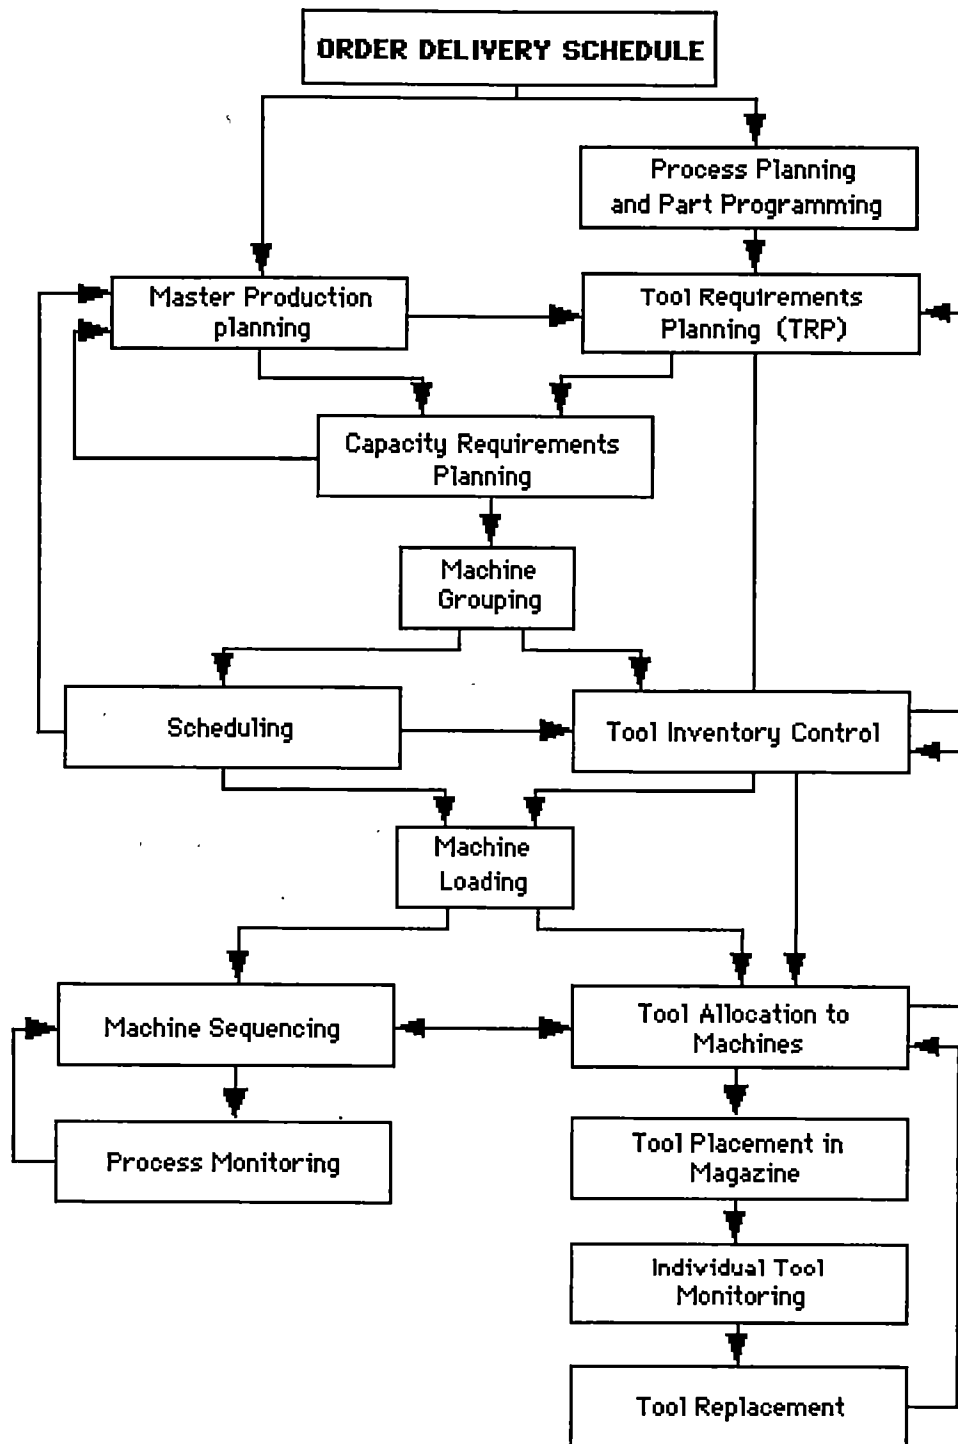 ORDER DELIVERY SCHEDULE
Process Planning
and Part Programming
Master Production
planning
Tool Requirements
Planning (TRP)
Capacity Requirements
Planning
Machine
Grouping
Scheduling
Tool Inventory Control
Machine
Loading
Machine Sequencing
Tool Allocation to
Machines
Process Monitoring
Tool Placement in
Magazine
Individual Tool
Monitoring
Tool Replacement